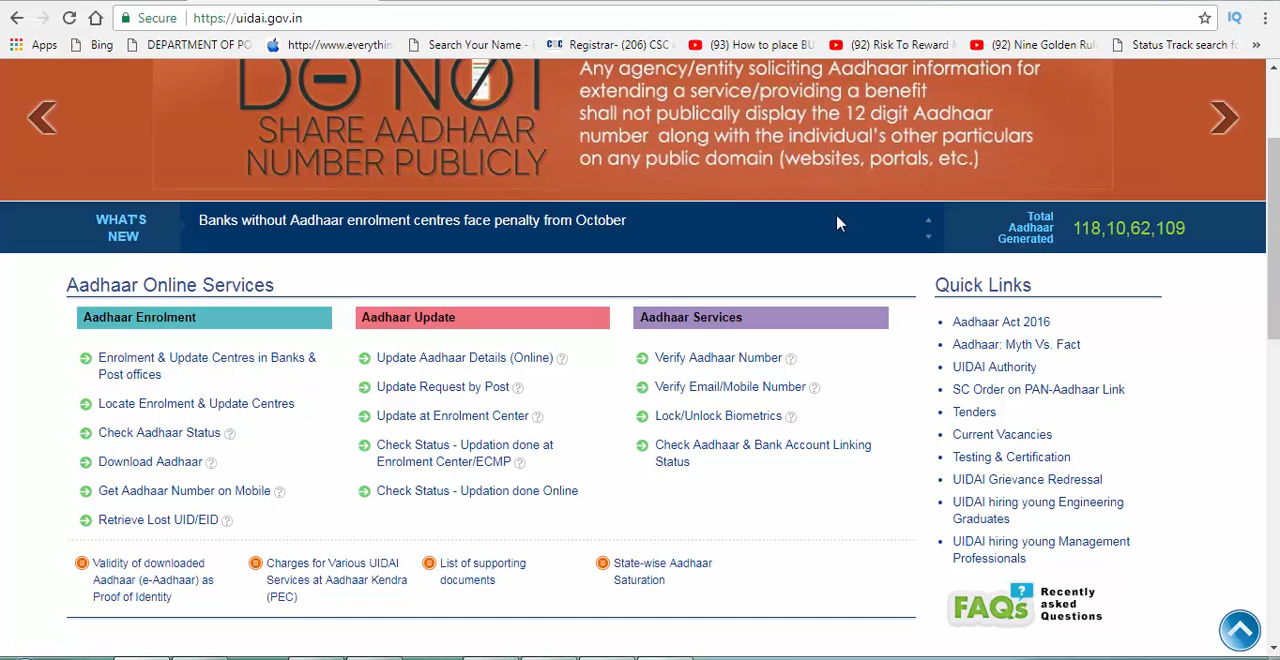 Secure https://uidai.gov.in
Apps Bing DEPARTMENT OF PO http://www.everythin Search Your Name - E Registrar- (206) CSC (93) How to place BU (92) Risk To Reward (92) Nine Golden Rul Status Track search fo »
DO NOT
SHARE AADHAAR
NUMBER PUBLICLY
Any agency/entity soliciting Aadhaar information for
extending a service/providing a benefit
shall not publically display the 12 digit Aadhaar
number along with the individual's other particulars
on any public domain (websites, portals, etc.)
WHAT'S
NEW
Banks without Aadhaar enrolment centres face penalty from October
Total
Aadhaar
Generated
118,10,62,109
Aadhaar Online Services
Aadhaar Enrolment
Enrolment & Update Centres in Banks &
Post offices
Locate Enrolment & Update Centres
Check Aadhaar Status ?
Download Aadhaar ?
Get Aadhaar Number on Mobile ?
Retrieve Lost UID/EID ?
Aadhaar Update
Update Aadhaar Details (Online) ?
Update Request by Post ?
Update at Enrolment Center ?
Check Status - Updation done at
Enrolment Center/ECMP ?
Check Status - Updation done Online
Aadhaar Services
Verify Aadhaar Number ?
Verify Email/Mobile Number ?
Lock/Unlock Biometrics ?
Check Aadhaar & Bank Account Linking
Status
Validity of downloaded
Aadhaar (e-Aadhaar) as
Proof of Identity
Charges for Various UIDAI
Services at Aadhaar Kendra
(PEC)
List of supporting
documents
State-wise Aadhaar
Saturation
Quick Links
Aadhaar Act 2016
Aadhaar: Myth Vs. Fact
UIDAI Authority
SC Order on PAN-Aadhaar Link
Tenders
Current Vacancies
Testing & Certification
UIDAI Grievance Redressal
UIDAI hiring young Engineering
Graduates
UIDAI hiring young Management
Professionals
FAQs ?
Recently
asked
Questions